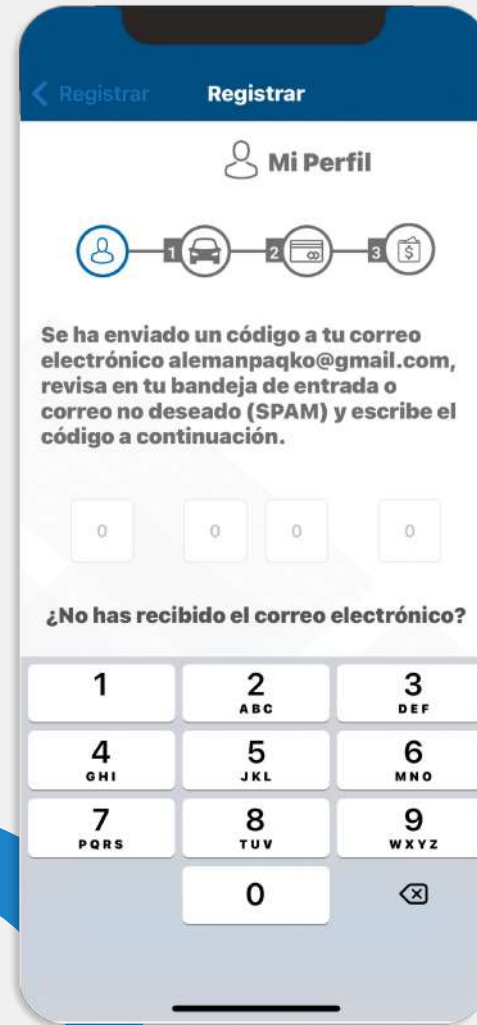 Registrar
Registrar
Mi Perfil
1 2 3
Se ha enviado un código a tu correo
electrónico alemanpaqko@gmail.com,
revisa en tu bandeja de entrada o
correo no deseado (SPAM) y escribe el
código a continuación.
0 0 0 0
¿No has recibido el correo electrónico?
1 2 3
ABC DEF
4 5 6
GHI JKL MNO
7 8 9
PQRS TUV WXYZ
0